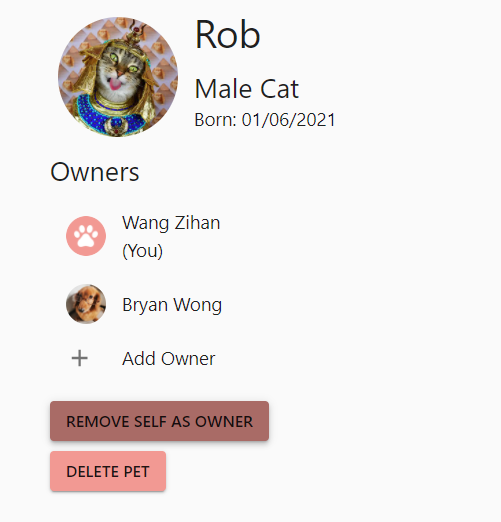 Rob
Male Cat
Born: 01/06/2021
Owners
Wang Zihan
(You)
Bryan Wong
Add Owner
REMOVE SELF AS OWNER
DELETE PET